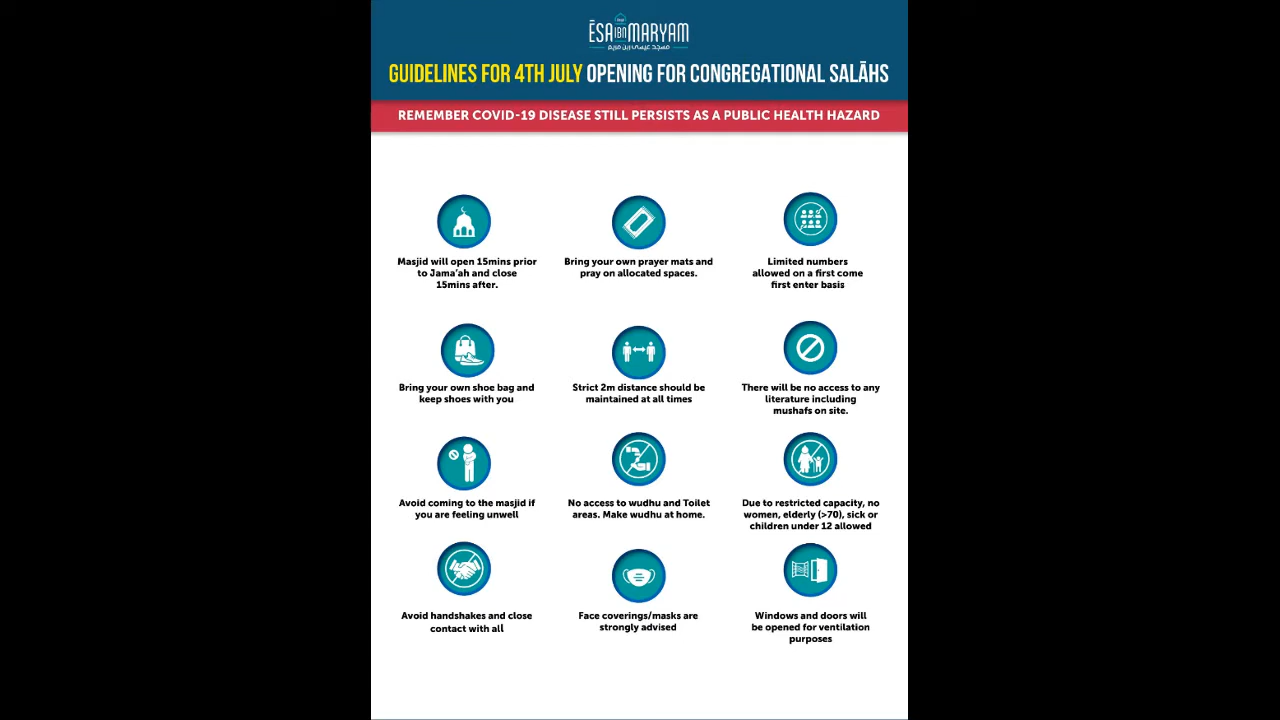 ĒSA IBN MARYAM
مسجد عيسى ابن مريم
GUIDELINES FOR 4TH JULY OPENING FOR CONGREGATIONAL SALĀHS
REMEMBER COVID-19 DISEASE STILL PERSISTS AS A PUBLIC HEALTH HAZARD
Masjid will open 15mins prior
to Jama'ah and close
15mins after.
Bring your own prayer mats and
pray on allocated spaces.
Limited numbers
allowed on a first come
first enter basis
Bring your own shoe bag and
keep shoes with you
Strict 2m distance should be
maintained at all times
There will be no access to any
literature including
mushafs on site.
Avoid coming to the masjid if
you are feeling unwell
No access to wudhu and Toilet
areas. Make wudhu at home.
Due to restricted capacity, no
women, elderly (>70), sick or
children under 12 allowed
Avoid handshakes and close
contact with all
Face coverings/masks are
strongly advised
Windows and doors will
be opened for ventilation
purposes